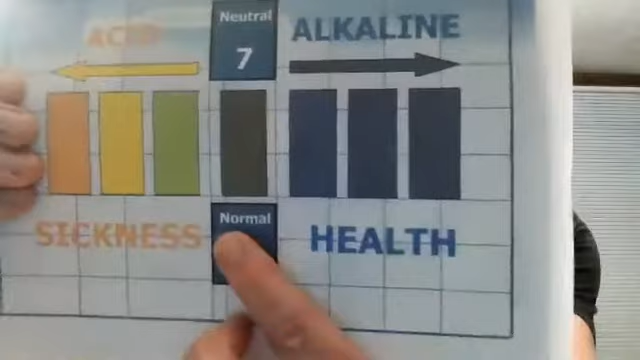 ACID
Neutral
7
ALKALINE
SICKNESS
Normal
HEALTH